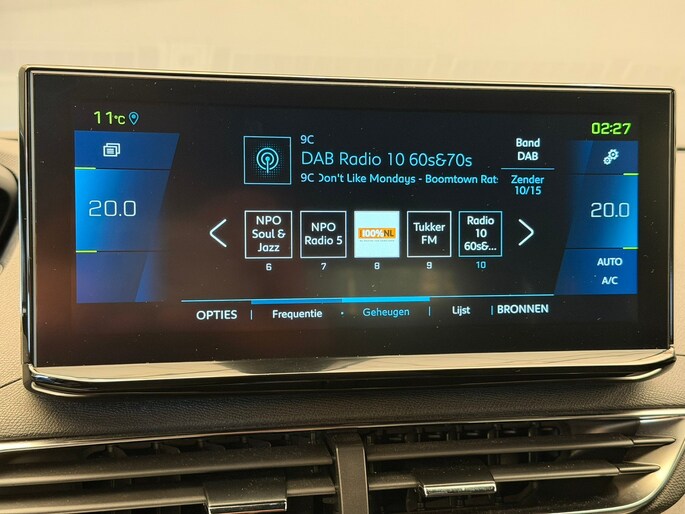 11°C
02:27
9C
DAB Radio 10 60s&70s
9C Don't Like Mondays - Boomtown Rat
Band
DAB
Zender
10/15
20.0
20.0
NPO
Soul &
Jazz
6
NPO
Radio 5
7
100%NL
8
Tukker
FM
9
Radio
10
60s&...
10
AUTO
A/C
OPTIES
Frequentie
Geheugen
Lijst
BRONNEN